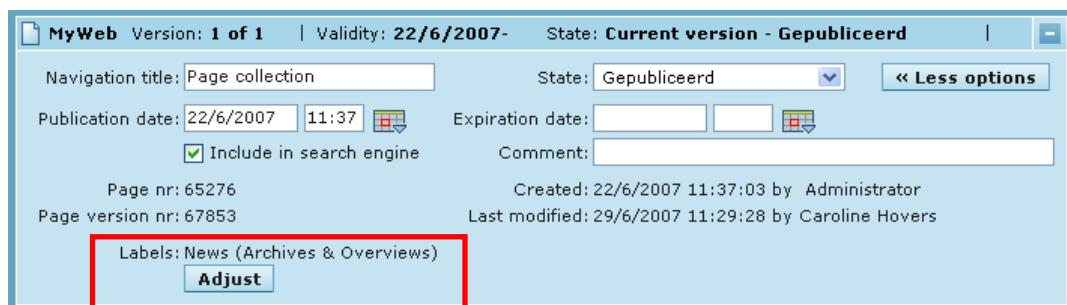 MyWeb Version: 1 of 1 | Validity: 22/6/2007- State: Current version - Gepubliceerd |
Navigation title: Page collection State: Gepubliceerd « Less options
Publication date: 22/6/2007 11:37 Expiration date:
Include in search engine Comment:
Page nr: 65276 Created: 22/6/2007 11:37:03 by Administrator
Page version nr: 67853 Last modified: 29/6/2007 11:29:28 by Caroline Hovers
Labels: News (Archives & Overviews)
Adjust